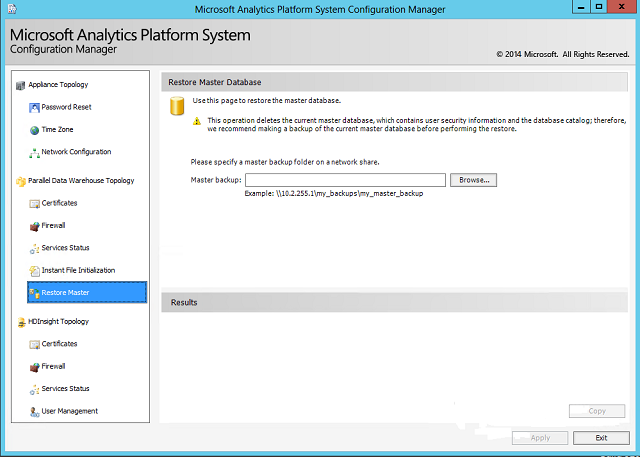 Microsoft Analytics Platform System Configuration Manager
Microsoft Analytics Platform System
Configuration Manager
© 2014 Microsoft. All Rights Reserved.
Appliance Topology
Password Reset
Time Zone
Network Configuration
Parallel Data Warehouse Topology
Certificates
Firewall
Services Status
Instant File Initialization
Restore Master
HDInsight Topology
Certificates
Firewall
Services Status
User Management
Restore Master Database
Use this page to restore the master database.
This operation deletes the current master database, which contains user security information and the database catalog; therefore,
we recommend making a backup of the current master database before performing the restore.
Please specify a master backup folder on a network share.
Master backup:
Browse...
Example: \\10.2.255.1\my_backups\my_master_backup
Results
Copy
Apply
Exit